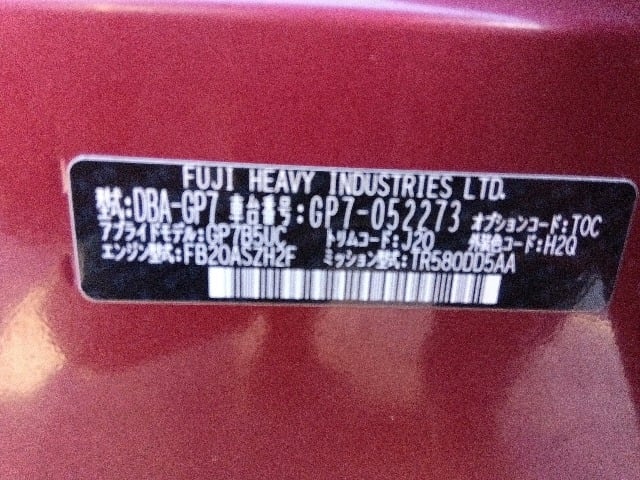 FUJI HEAVY INDUSTRIES LTD.
型式:DBA-GP7 車台番号:GP7-052273 オプションコード:TOC
アプライドモデル:GP7B5UC トリムコード:J20 外装色コード:H2Q
エンジン型式:FB20ASZH2F ミッション型式:TR580DD5AA